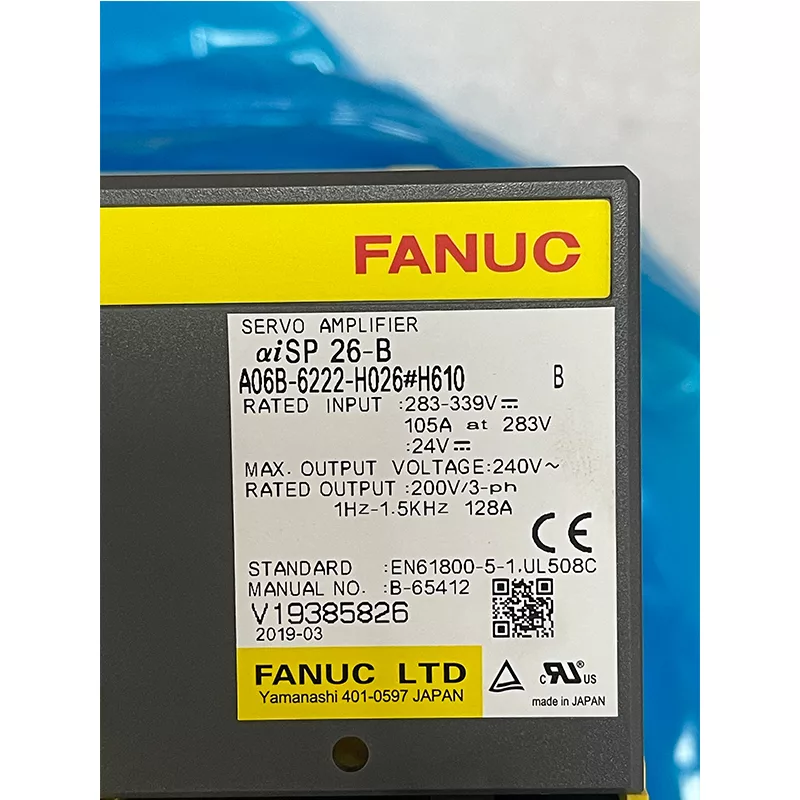 FANUC
SERVO AMPLIFIER
αiSP 26-B
A06B-6222-H026#H610 B
RATED INPUT :283-339V⎓
105A at 283V
:24V⎓
MAX. OUTPUT VOLTAGE:240V~
RATED OUTPUT :200V/3-ph
1Hz-1.5KHz 128A
CE
STANDARD :EN61800-5-1,UL508C
MANUAL NO. :B-65412
V19385826
2019-03
FANUC LTD
Yamanashi 401-0597 JAPAN
c RU US
made in JAPAN